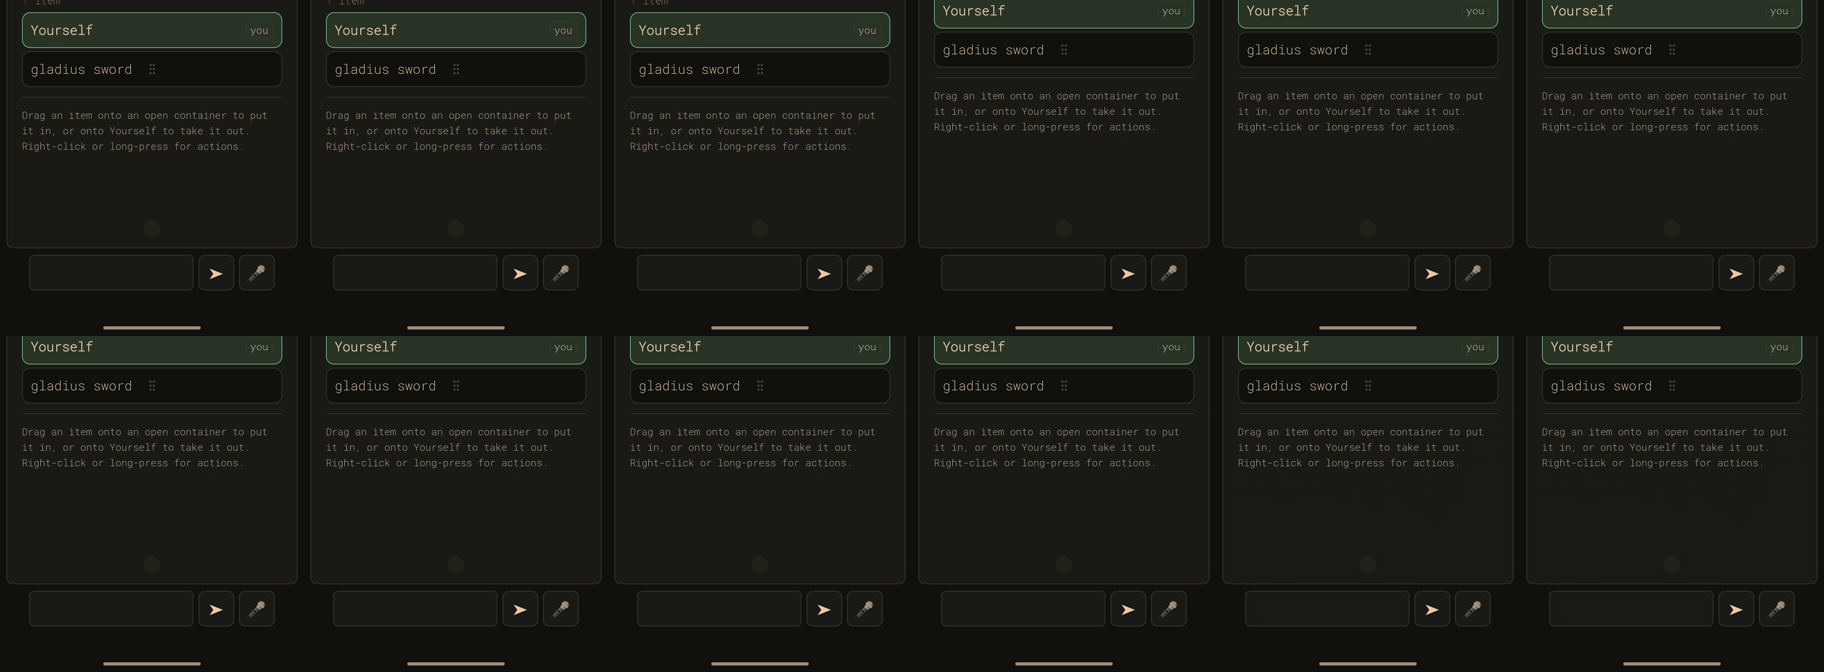 item
Yourself you
gladius sword
Drag an item onto an open container to put
it in, or onto Yourself to take it out.
Right-click or long-press for actions.
item
Yourself you
gladius sword
Drag an item onto an open container to put
it in, or onto Yourself to take it out.
Right-click or long-press for actions.
item
Yourself you
gladius sword
Drag an item onto an open container to put
it in, or onto Yourself to take it out.
Right-click or long-press for actions.
Yourself you
gladius sword
Drag an item onto an open container to put
it in, or onto Yourself to take it out.
Right-click or long-press for actions.
Yourself you
gladius sword
Drag an item onto an open container to put
it in, or onto Yourself to take it out.
Right-click or long-press for actions.
Yourself you
gladius sword
Drag an item onto an open container to put
it in, or onto Yourself to take it out.
Right-click or long-press for actions.
Yourself you
gladius sword
Drag an item onto an open container to put
it in, or onto Yourself to take it out.
Right-click or long-press for actions.
Yourself you
gladius sword
Drag an item onto an open container to put
it in, or onto Yourself to take it out.
Right-click or long-press for actions.
Yourself you
gladius sword
Drag an item onto an open container to put
it in, or onto Yourself to take it out.
Right-click or long-press for actions.
Yourself you
gladius sword
Drag an item onto an open container to put
it in, or onto Yourself to take it out.
Right-click or long-press for actions.
Yourself you
gladius sword
Drag an item onto an open container to put
it in, or onto Yourself to take it out.
Right-click or long-press for actions.
Yourself you
gladius sword
Drag an item onto an open container to put
it in, or onto Yourself to take it out.
Right-click or long-press for actions.